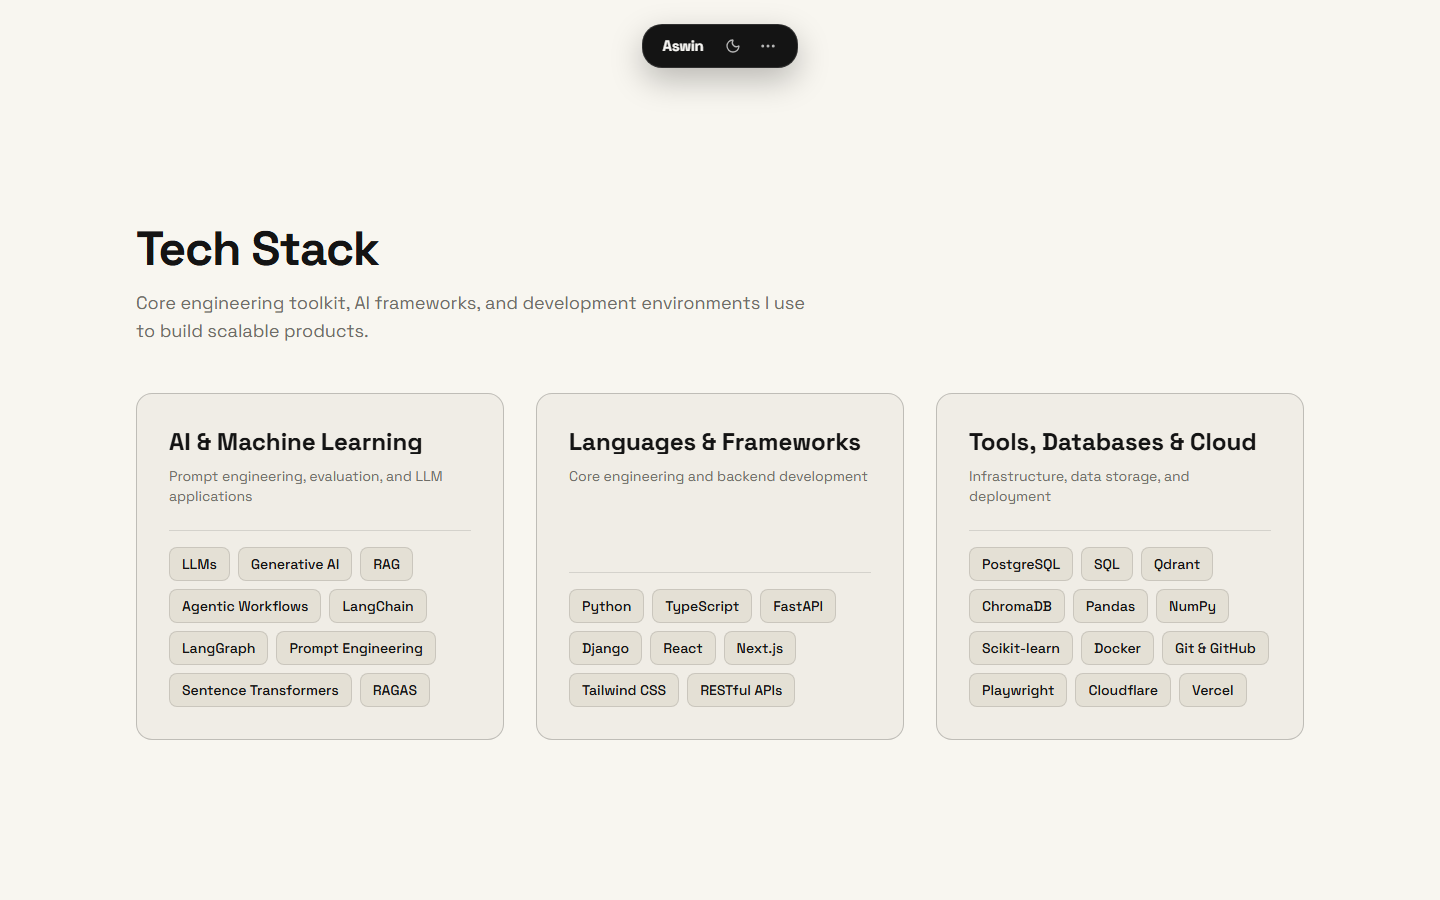 Aswin
Tech Stack
Core engineering toolkit, AI frameworks, and development environments I use
to build scalable products.
AI & Machine Learning
Prompt engineering, evaluation, and LLM
applications
LLMs Generative AI RAG
Agentic Workflows LangChain
LangGraph Prompt Engineering
Sentence Transformers RAGAS
Languages & Frameworks
Core engineering and backend development
Python TypeScript FastAPI
Django React Next.js
Tailwind CSS RESTful APIs
Tools, Databases & Cloud
Infrastructure, data storage, and
deployment
PostgreSQL SQL Qdrant
ChromaDB Pandas NumPy
Scikit-learn Docker Git & GitHub
Playwright Cloudflare Vercel